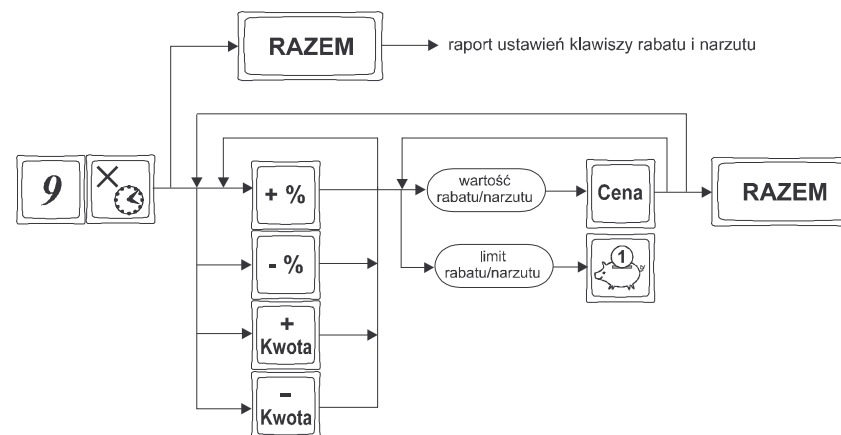 RAZEM
raport ustawień klawiszy rabatu i narzutu
9
+ %
wartość
rabatu/narzutu
Cena
RAZEM
- %
limit
rabatu/narzutu
1
+
Kwota
–
Kwota